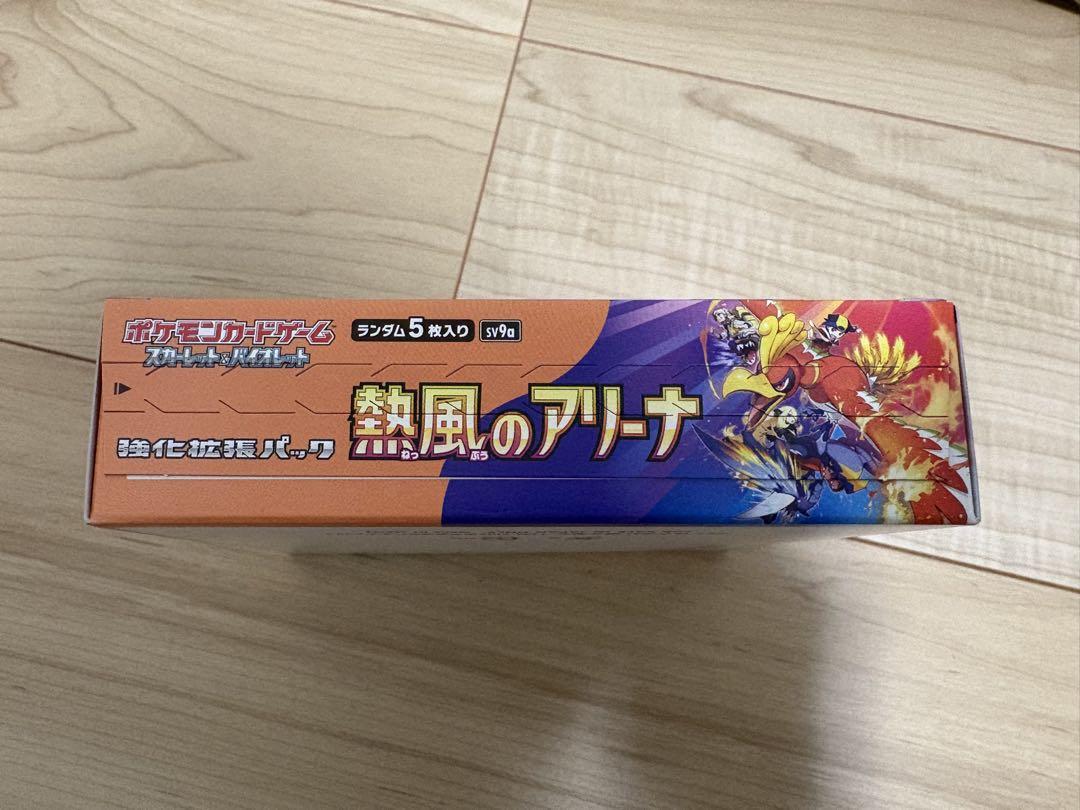 ポケモンカードゲーム
スカーレット&バイオレット
ランダム5枚入り
SV9a
強化拡張パック
熱風のアリーナ
ねっ ぷう